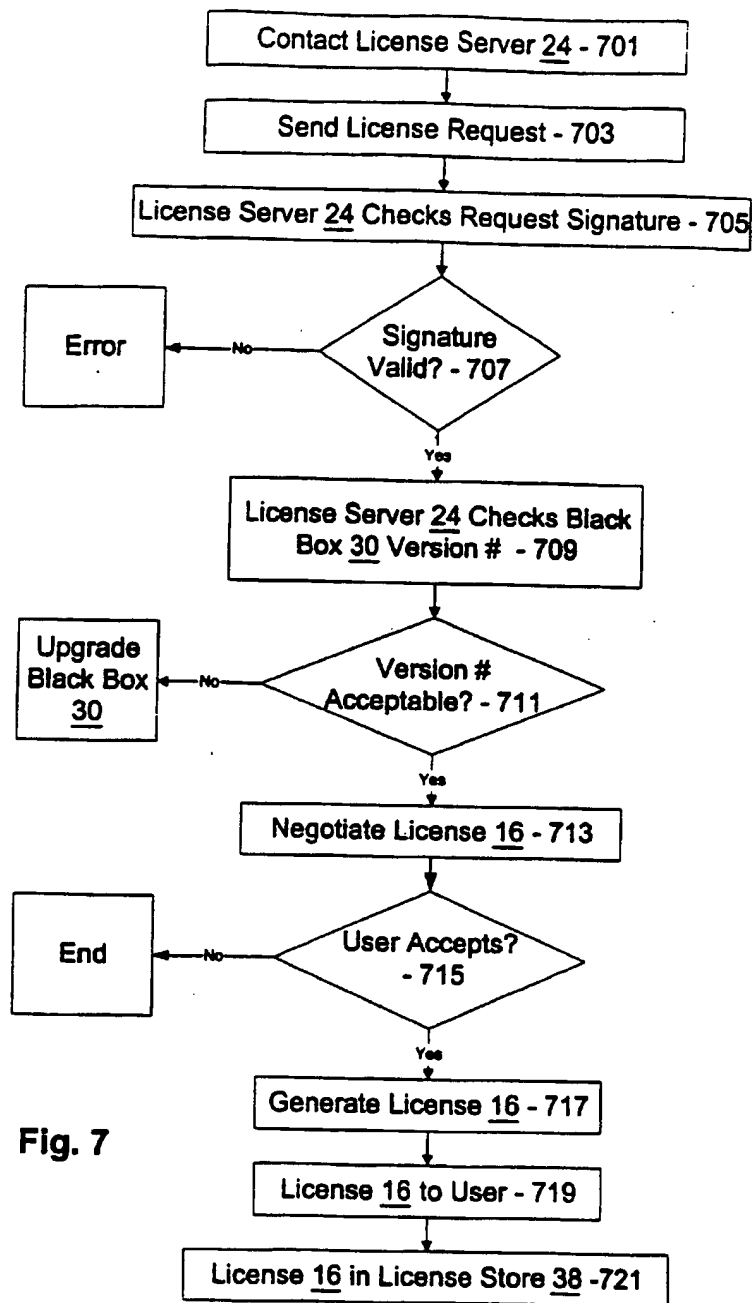 Contact License Server 24 - 701
Send License Request - 703
License Server 24 Checks Request Signature - 705
Signature
Valid? - 707
No
Error
Yes
License Server 24 Checks Black
Box 30 Version # - 709
Version #
Acceptable? - 711
No
Upgrade
Black Box
30
Yes
Negotiate License 16 - 713
User Accepts?
- 715
No
End
Yes
Generate License 16 - 717
License 16 to User - 719
License 16 in License Store 38 -721
Fig. 7